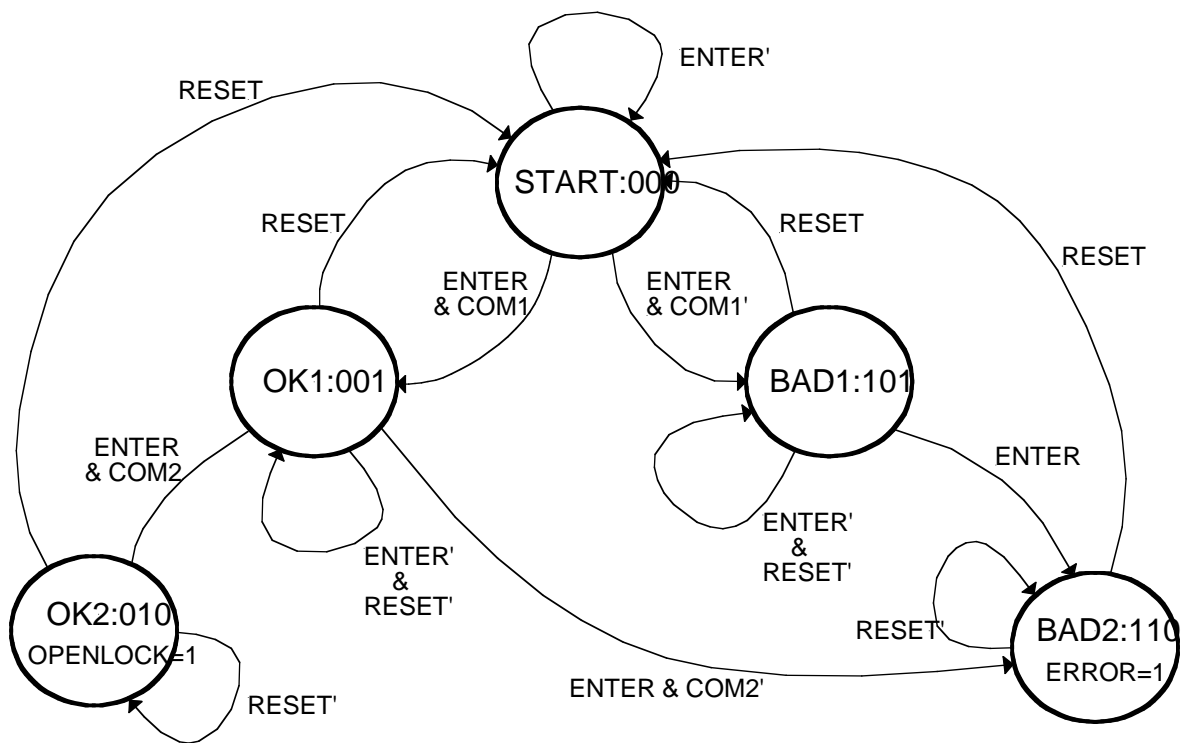 ENTER'
RESET
START:000
RESET
RESET
RESET
ENTER
& COM1
ENTER
& COM1'
OK1:001
BAD1:101
ENTER
& COM2
ENTER
ENTER'
&
RESET'
ENTER'
&
RESET'
OK2:010
OPENLOCK=1
RESET'
BAD2:110
ERROR=1
ENTER & COM2'
RESET'